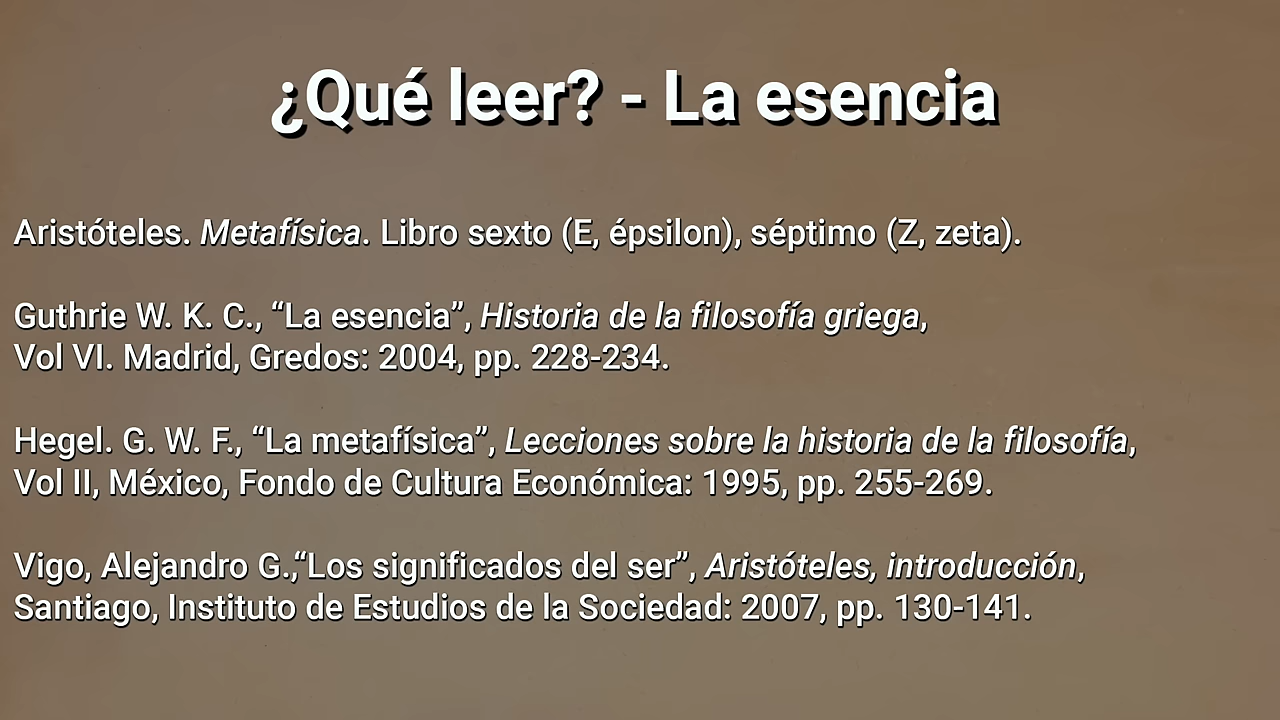 ¿Qué leer? - La esencia
Aristóteles. Metafísica. Libro sexto (E, épsilon), séptimo (Z, zeta).
Guthrie W. K. C., “La esencia”, Historia de la filosofía griega,
Vol VI. Madrid, Gredos: 2004, pp. 228-234.
Hegel. G. W. F., “La metafísica”, Lecciones sobre la historia de la filosofía,
Vol II, México, Fondo de Cultura Económica: 1995, pp. 255-269.
Vigo, Alejandro G.,“Los significados del ser”, Aristóteles, introducción,
Santiago, Instituto de Estudios de la Sociedad: 2007, pp. 130-141.